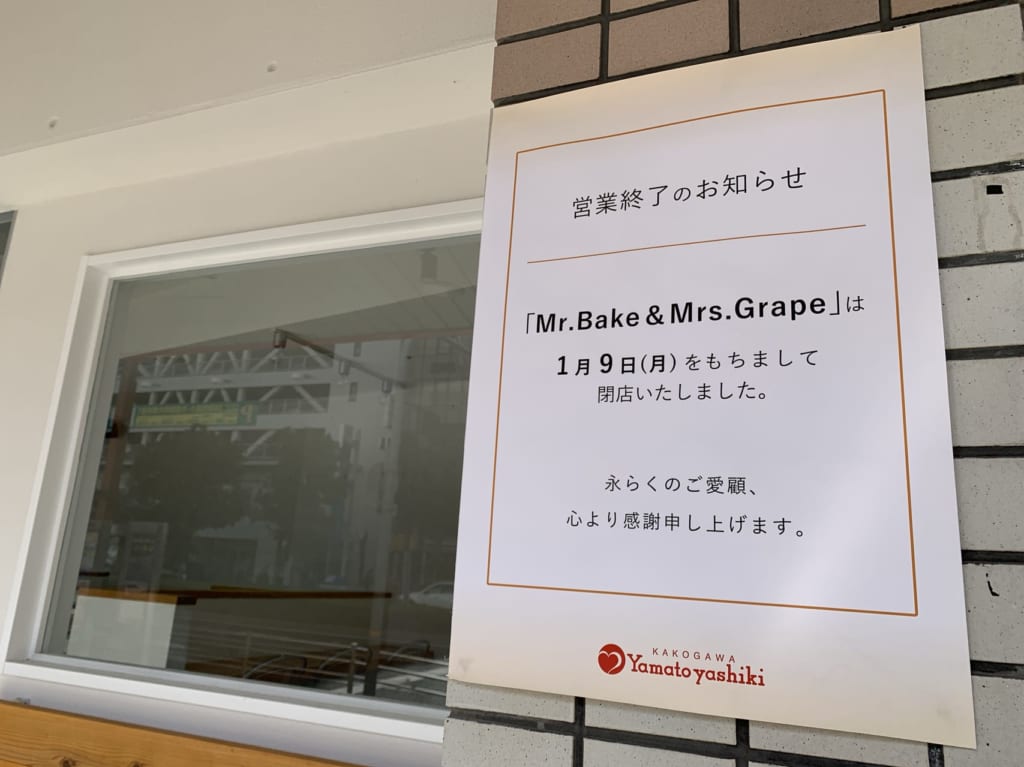 営業終了のお知らせ
「Mr.Bake&Mrs.Grape」は
1月9日(月)をもちまして
閉店いたしました。
永らくのご愛顧、
心より感謝申し上げます。
KAKOGAWA
Yamatoyashiki